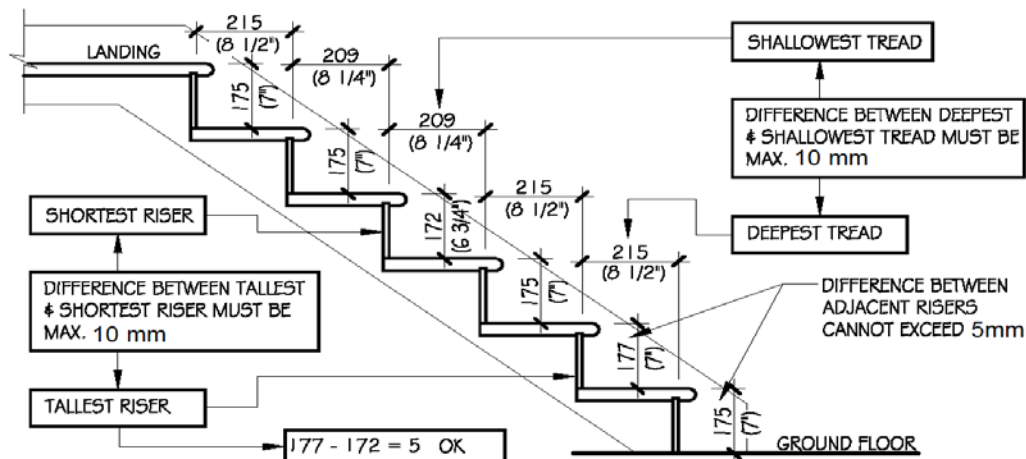 215
(8 1/2")
LANDING
209
(8 1/4")
175
(7")
209
(8 1/4")
175
(7")
215
(8 1/2")
172
(6 3/4")
215
(8 1/2")
175
(7")
177
(7")
175
(7")
SHALLOWEST TREAD
DIFFERENCE BETWEEN DEEPEST
& SHALLOWEST TREAD MUST BE
MAX. 10 mm
DEEPEST TREAD
SHORTEST RISER
DIFFERENCE BETWEEN TALLEST
& SHORTEST RISER MUST BE
MAX. 10 mm
TALLEST RISER
177 - 172 = 5 OK
DIFFERENCE BETWEEN
ADJACENT RISERS
CANNOT EXCEED 5mm
GROUND FLOOR